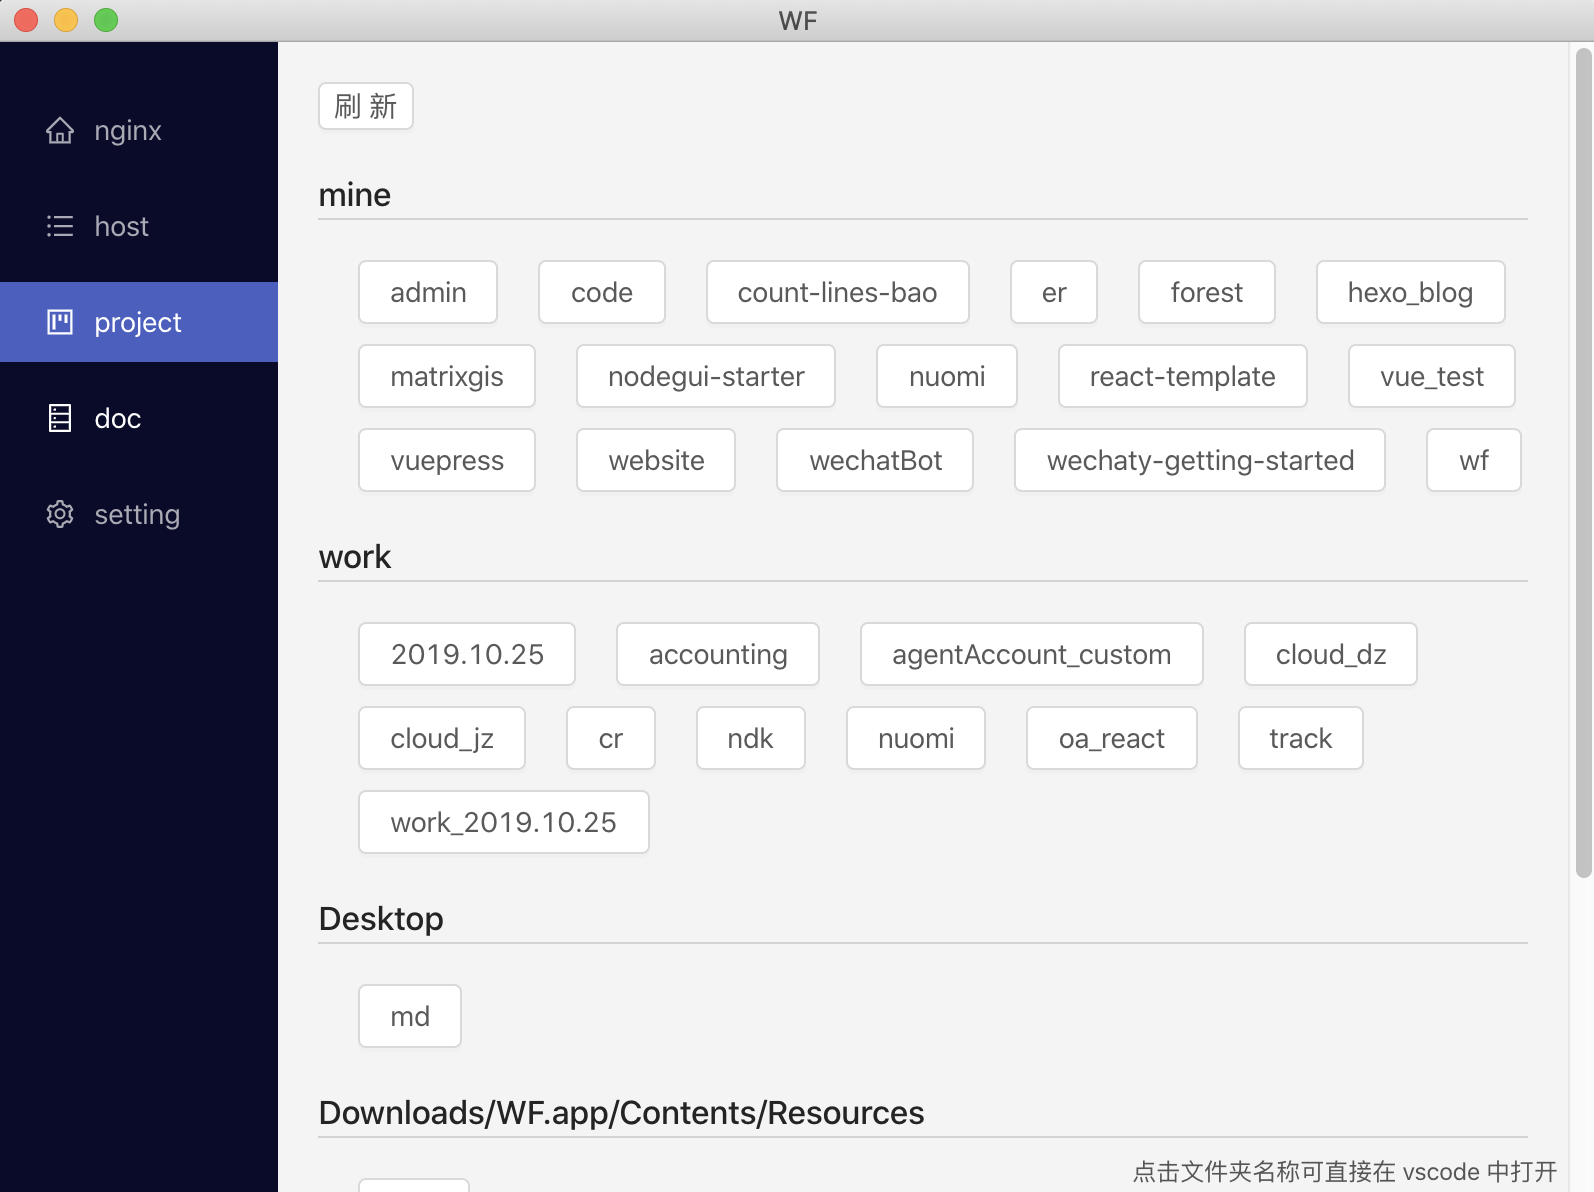 WF
nginx
host
project
doc
setting
刷 新
mine
admin code count-lines-bao er forest hexo_blog
matrixgis nodegui-starter nuomi react-template vue_test
vuepress website wechatBot wechaty-getting-started wf
work
2019.10.25 accounting agentAccount_custom cloud_dz
cloud_jz cr ndk nuomi oa_react track
work_2019.10.25
Desktop
md
Downloads/WF.app/Contents/Resources
点击文件夹名称可直接在 vscode 中打开